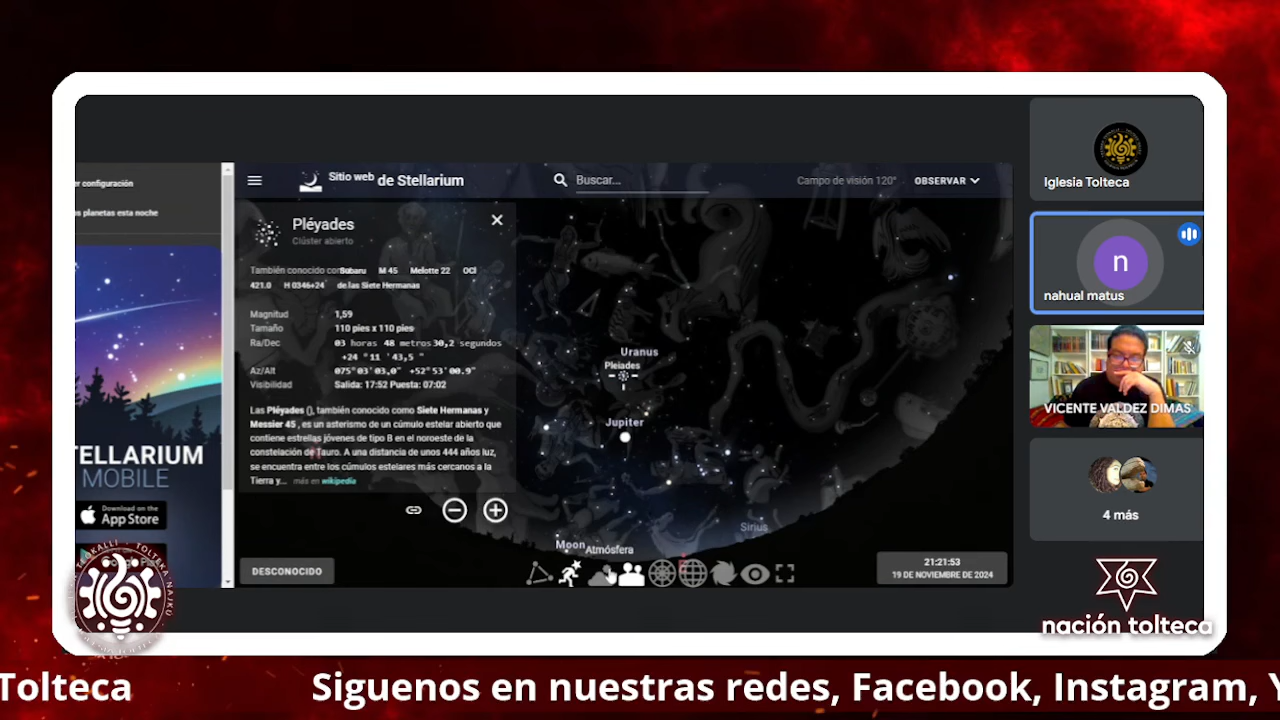 er configuración
s planetas esta noche
TELLARIUM
MOBILE
Download on the
App Store
Sitio web de Stellarium
Buscar...
Campo de visión 120°
OBSERVAR
Pléyades
Clúster abierto
También conocido Subaru M 45 Melotte 22 OCl
421.0 H 0346+24 de las Siete Hermanas
Magnitud 1,59
Tamaño 110 pies x 110 pies
Ra/Dec 03 horas 48 metros 30,2 segundos
+24 °11 '43,5 "
Az/Alt 075°03'03,0" +52°53'00.9"
Visibilidad Salida: 17:52 Puesta: 07:02
Las Pléyades (), también conocido como Siete Hermanas y
Messier 45 , es un asterismo de un cúmulo estelar abierto que
contiene estrellas jóvenes de tipo B en el noroeste de la
constelación de Tauro. A una distancia de unos 444 años luz,
se encuentra entre los cúmulos estelares más cercanos a la
Tierra y... más en wikipedia
DESCONOCIDO
Uranus
Pleiades
Jupiter
Sirius
Moon
Atmósfera
21:21:53
19 DE NOVIEMBRE DE 2024
Iglesia Tolteca
n
nahual matus
VICENTE VALDEZ DIMAS
4 más
nación tolteca
Tolteca Siguenos en nuestras redes, Facebook, Instagram, Y